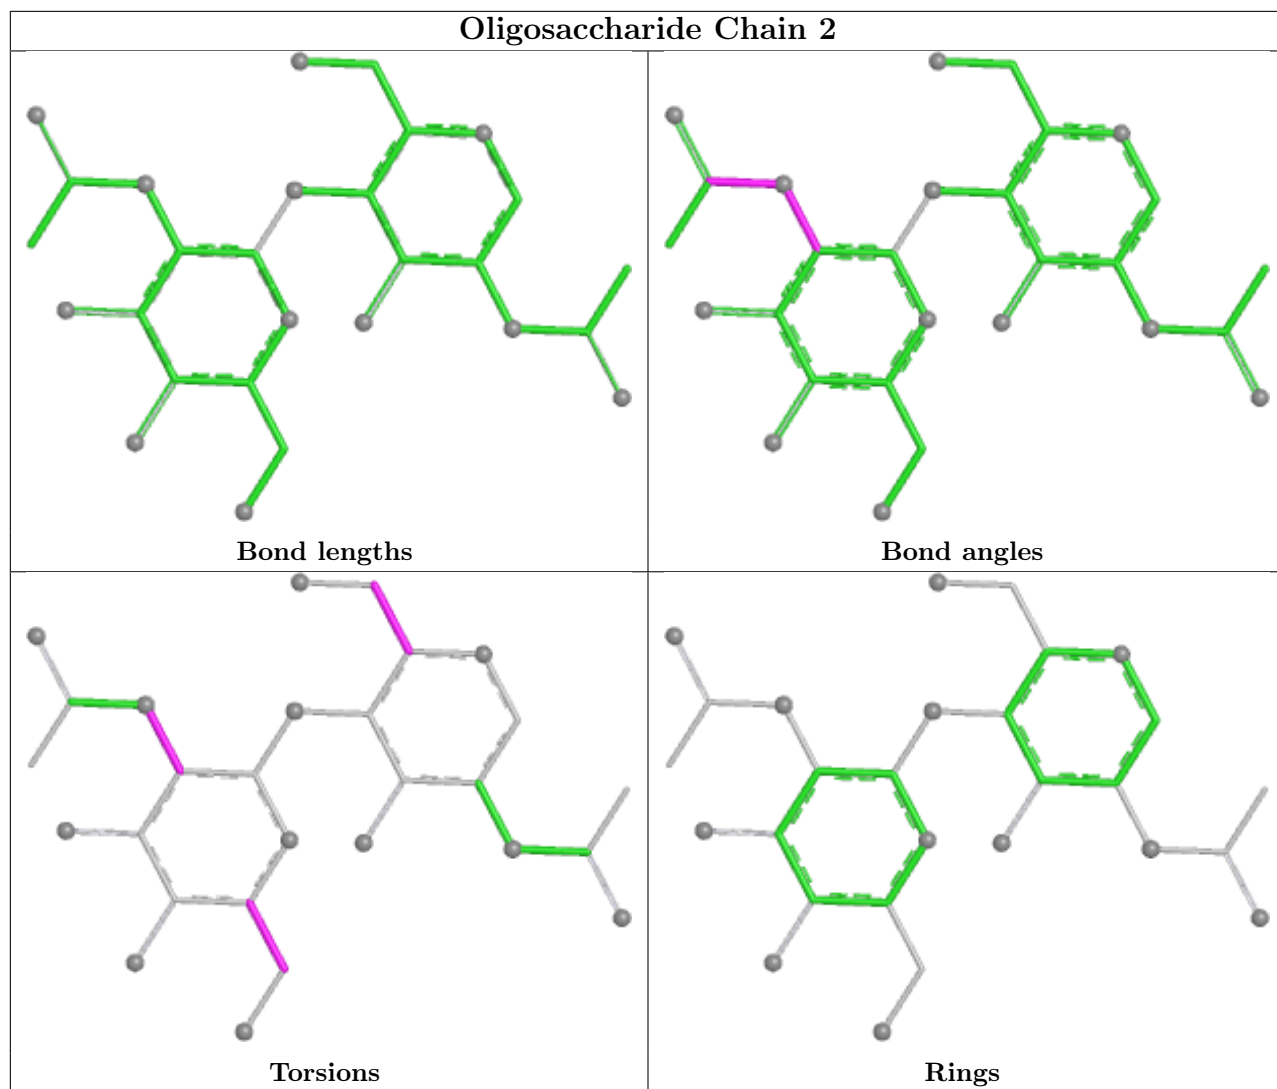 Oligosaccharide Chain 2
Bond lengths
Bond angles
Torsions
Rings